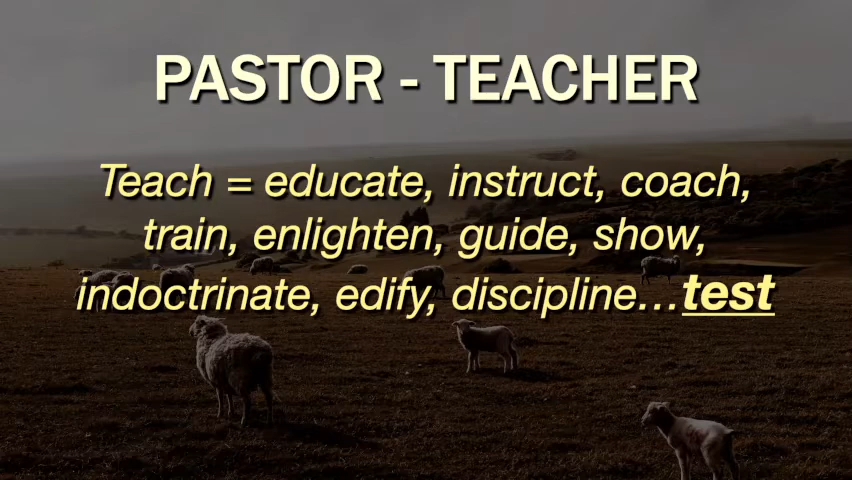 PASTOR - TEACHER
Teach = educate, instruct, coach,
train, enlighten, guide, show,
indoctrinate, edify, discipline...test